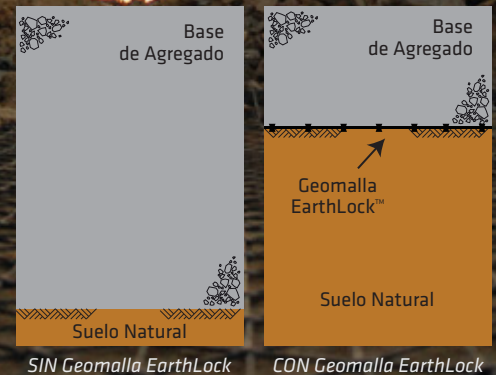 Base
de Agregado
Suelo Natural
SIN Geomalla EarthLock
Base
de Agregado
Geomalla
EarthLock™
Suelo Natural
CON Geomalla EarthLock